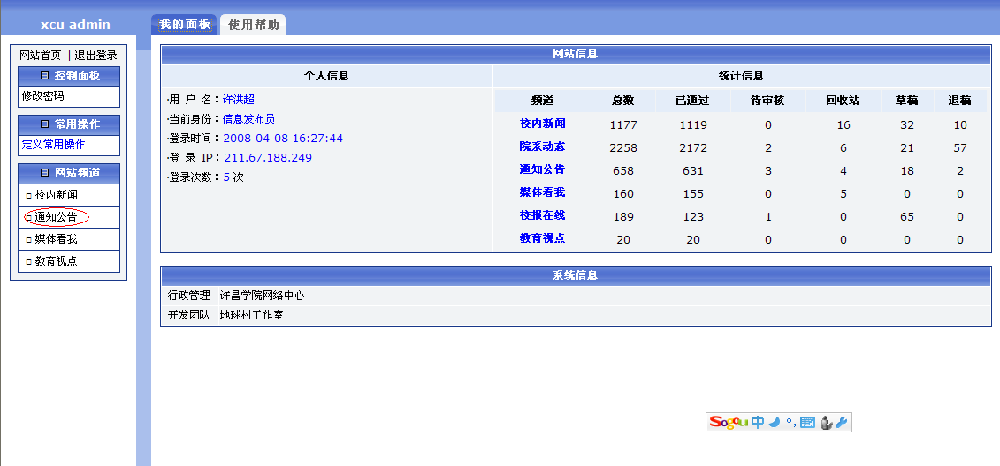 xcu admin
我的面板 使用帮助
网站首页 | 退出登录
控制面板
修改密码
常用操作
定义常用操作
网站频道
校内新闻
通知公告
媒体看我
教育视点
网站信息
个人信息 统计信息
·用 户 名：许洪超
·当前身份：信息发布员
·登录时间：2008-04-08 16:27:44
·登 录 IP：211.67.188.249
·登录次数：5 次
频道 总数 已通过 待审核 回收站 草稿 退稿
校内新闻 1177 1119 0 16 32 10
院系动态 2258 2172 2 6 21 57
通知公告 658 631 3 4 18 2
媒体看我 160 155 0 5 0 0
校报在线 189 123 1 0 65 0
教育视点 20 20 0 0 0 0
系统信息
行政管理 许昌学院网络中心
开发团队 地球村工作室
Sogou 中 °,